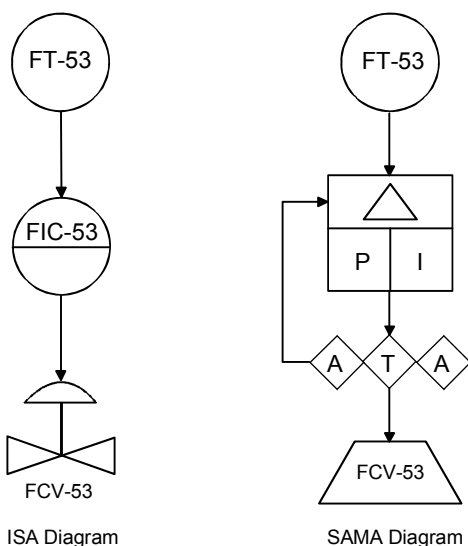 FT-53
FIC-53
FCV-53
ISA Diagram
FT-53
P I
A T A
FCV-53
SAMA Diagram